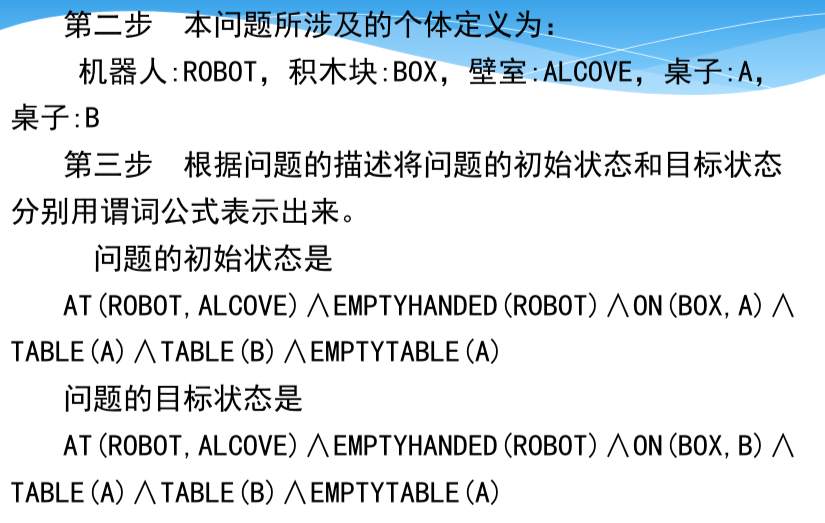 第二步 本问题所涉及的个体定义为:
机器人:ROBOT，积木块:BOX，壁室:ALCOVE，桌子:A，
桌子:B
第三步 根据问题的描述将问题的初始状态和目标状态
分别用谓词公式表示出来。
问题的初始状态是
AT(ROBOT,ALCOVE)∧EMPTYHANDED(ROBOT)∧ON(BOX,A)∧
TABLE(A)∧TABLE(B)∧EMPTYTABLE(A)
问题的目标状态是
AT(ROBOT,ALCOVE)∧EMPTYHANDED(ROBOT)∧ON(BOX,B)∧
TABLE(A)∧TABLE(B)∧EMPTYTABLE(A)